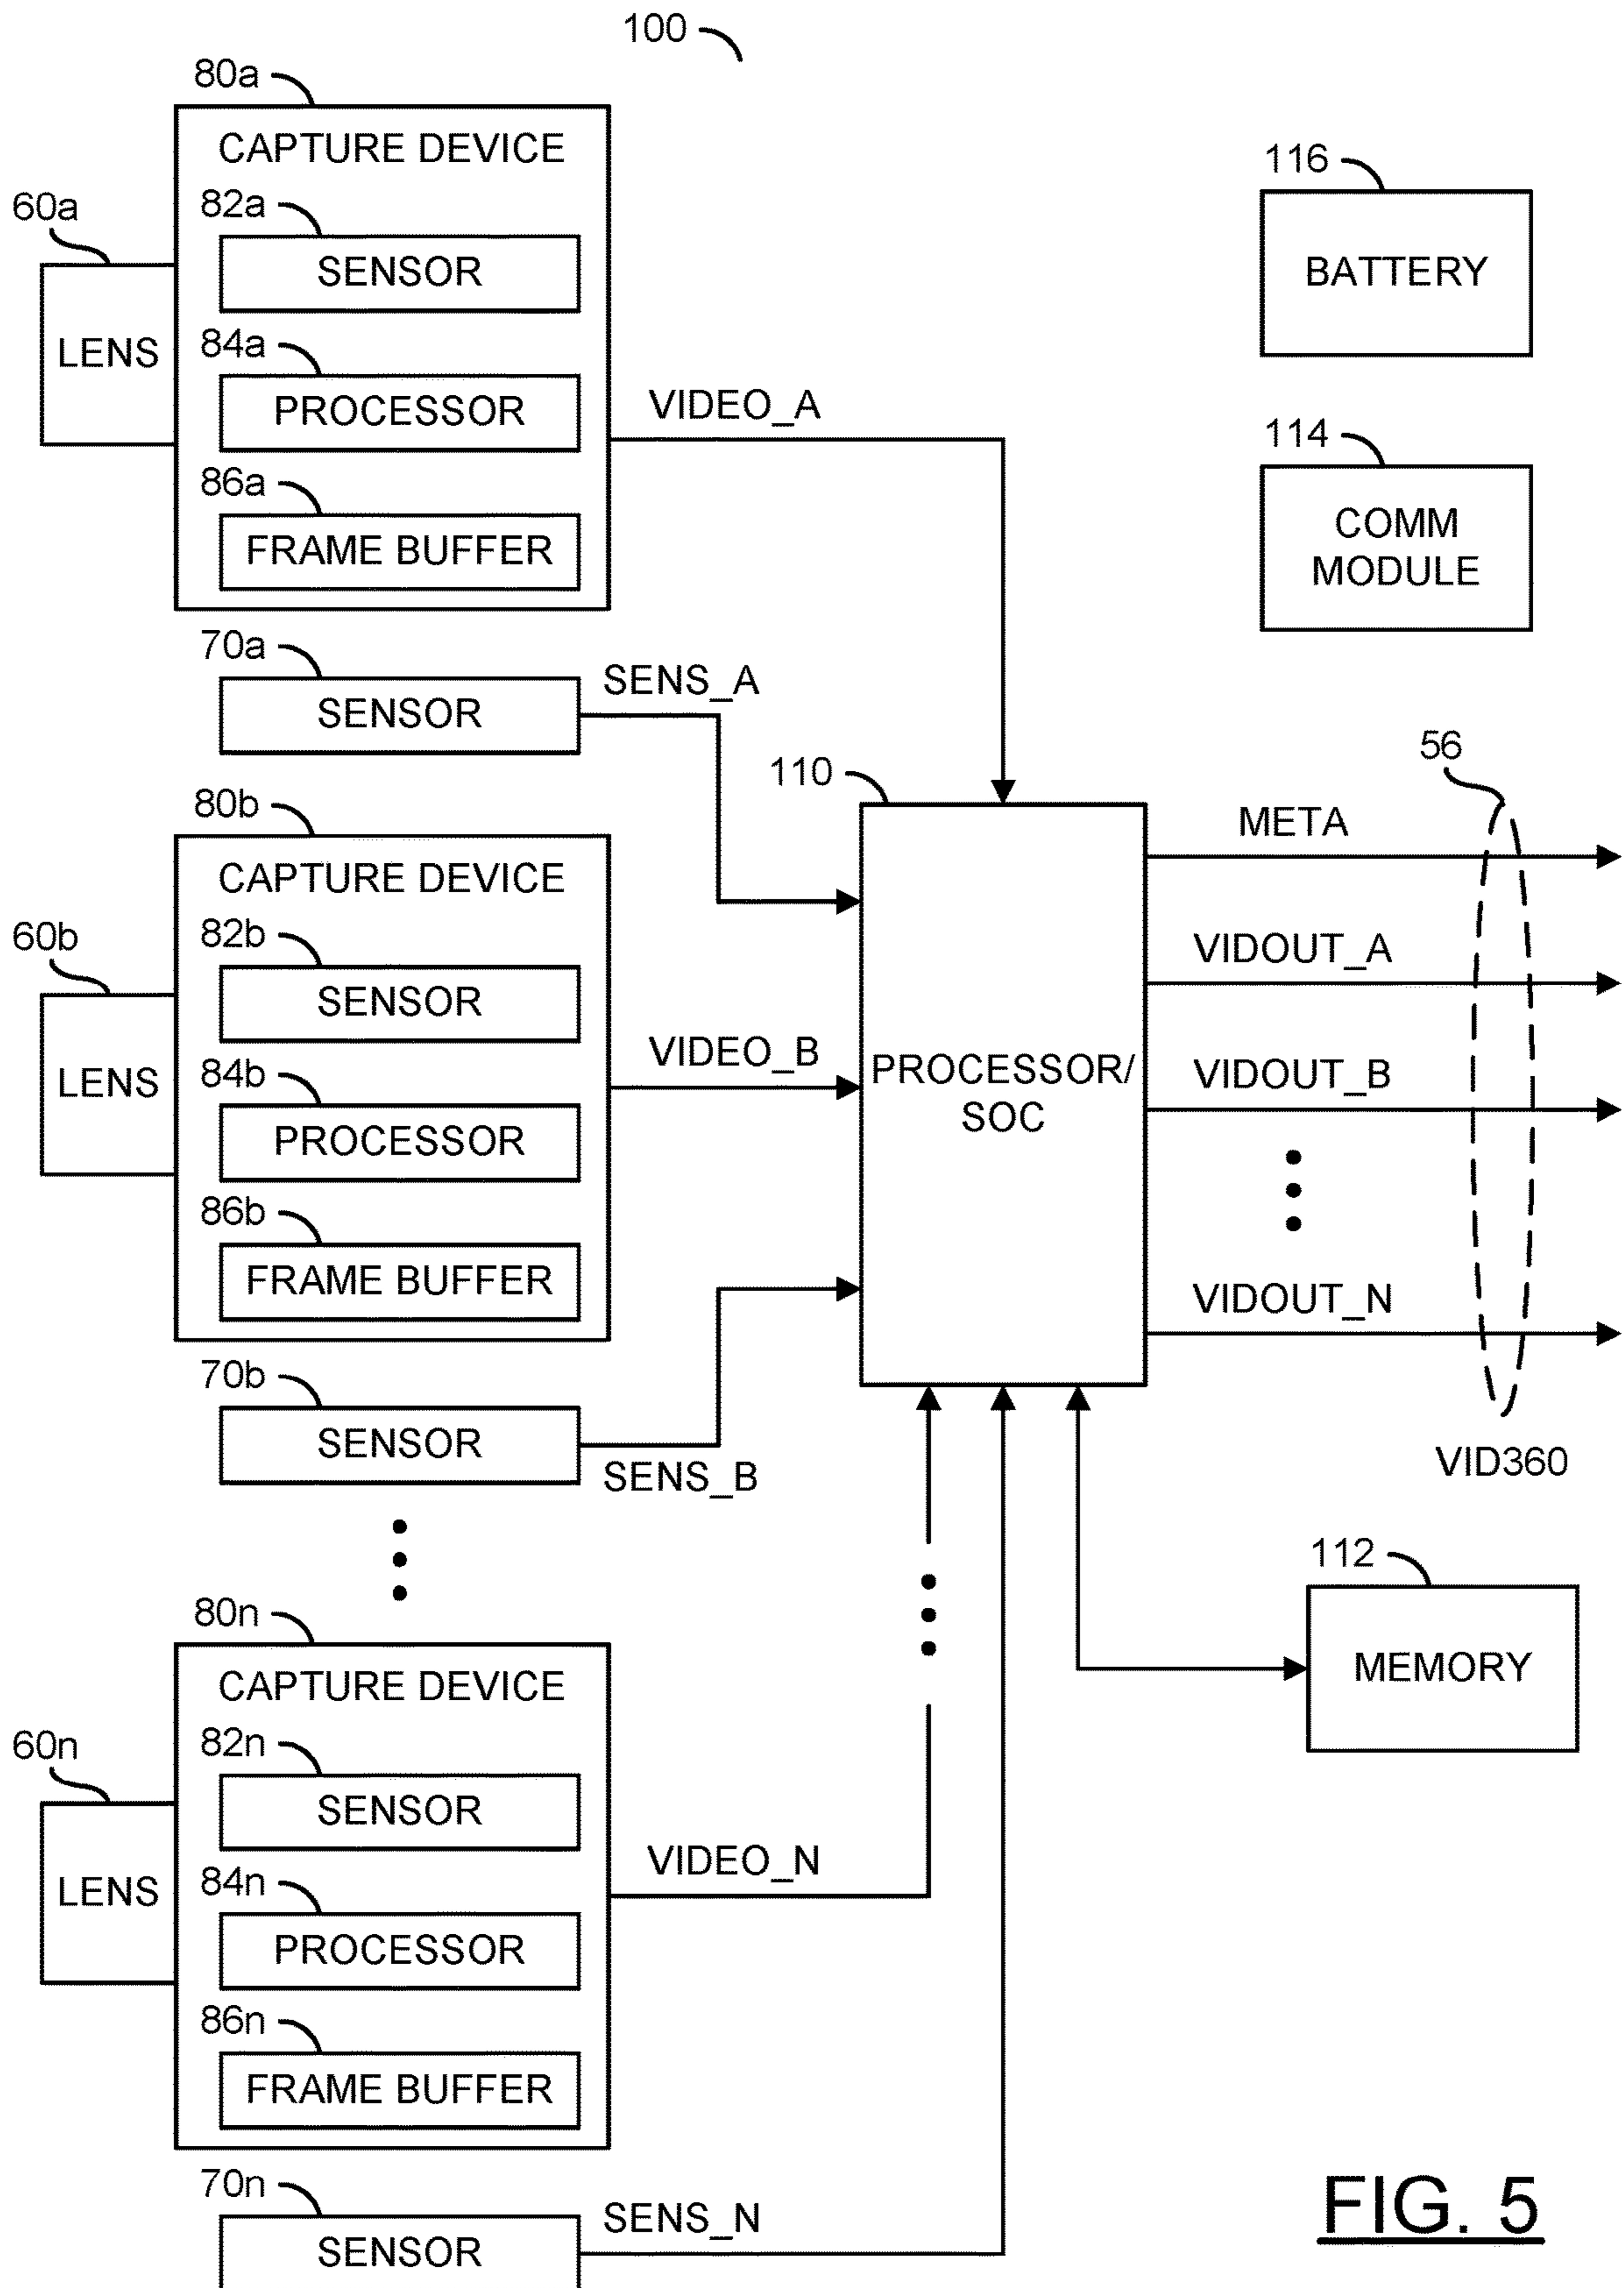 100
80a
CAPTURE DEVICE
60a
82a
SENSOR
LENS
84a
PROCESSOR
86a
FRAME BUFFER
VIDEO_A
116
BATTERY
114
COMM
MODULE
70a
SENSOR
SENS_A
80b
CAPTURE DEVICE
60b
82b
SENSOR
LENS
84b
PROCESSOR
86b
FRAME BUFFER
VIDEO_B
110
PROCESSOR/
SOC
56
META
VIDOUT_A
VIDOUT_B
VIDOUT_N
VID360
70b
SENSOR
SENS_B
112
MEMORY
80n
CAPTURE DEVICE
60n
82n
SENSOR
LENS
84n
PROCESSOR
86n
FRAME BUFFER
VIDEO_N
70n
SENSOR
SENS_N
FIG. 5